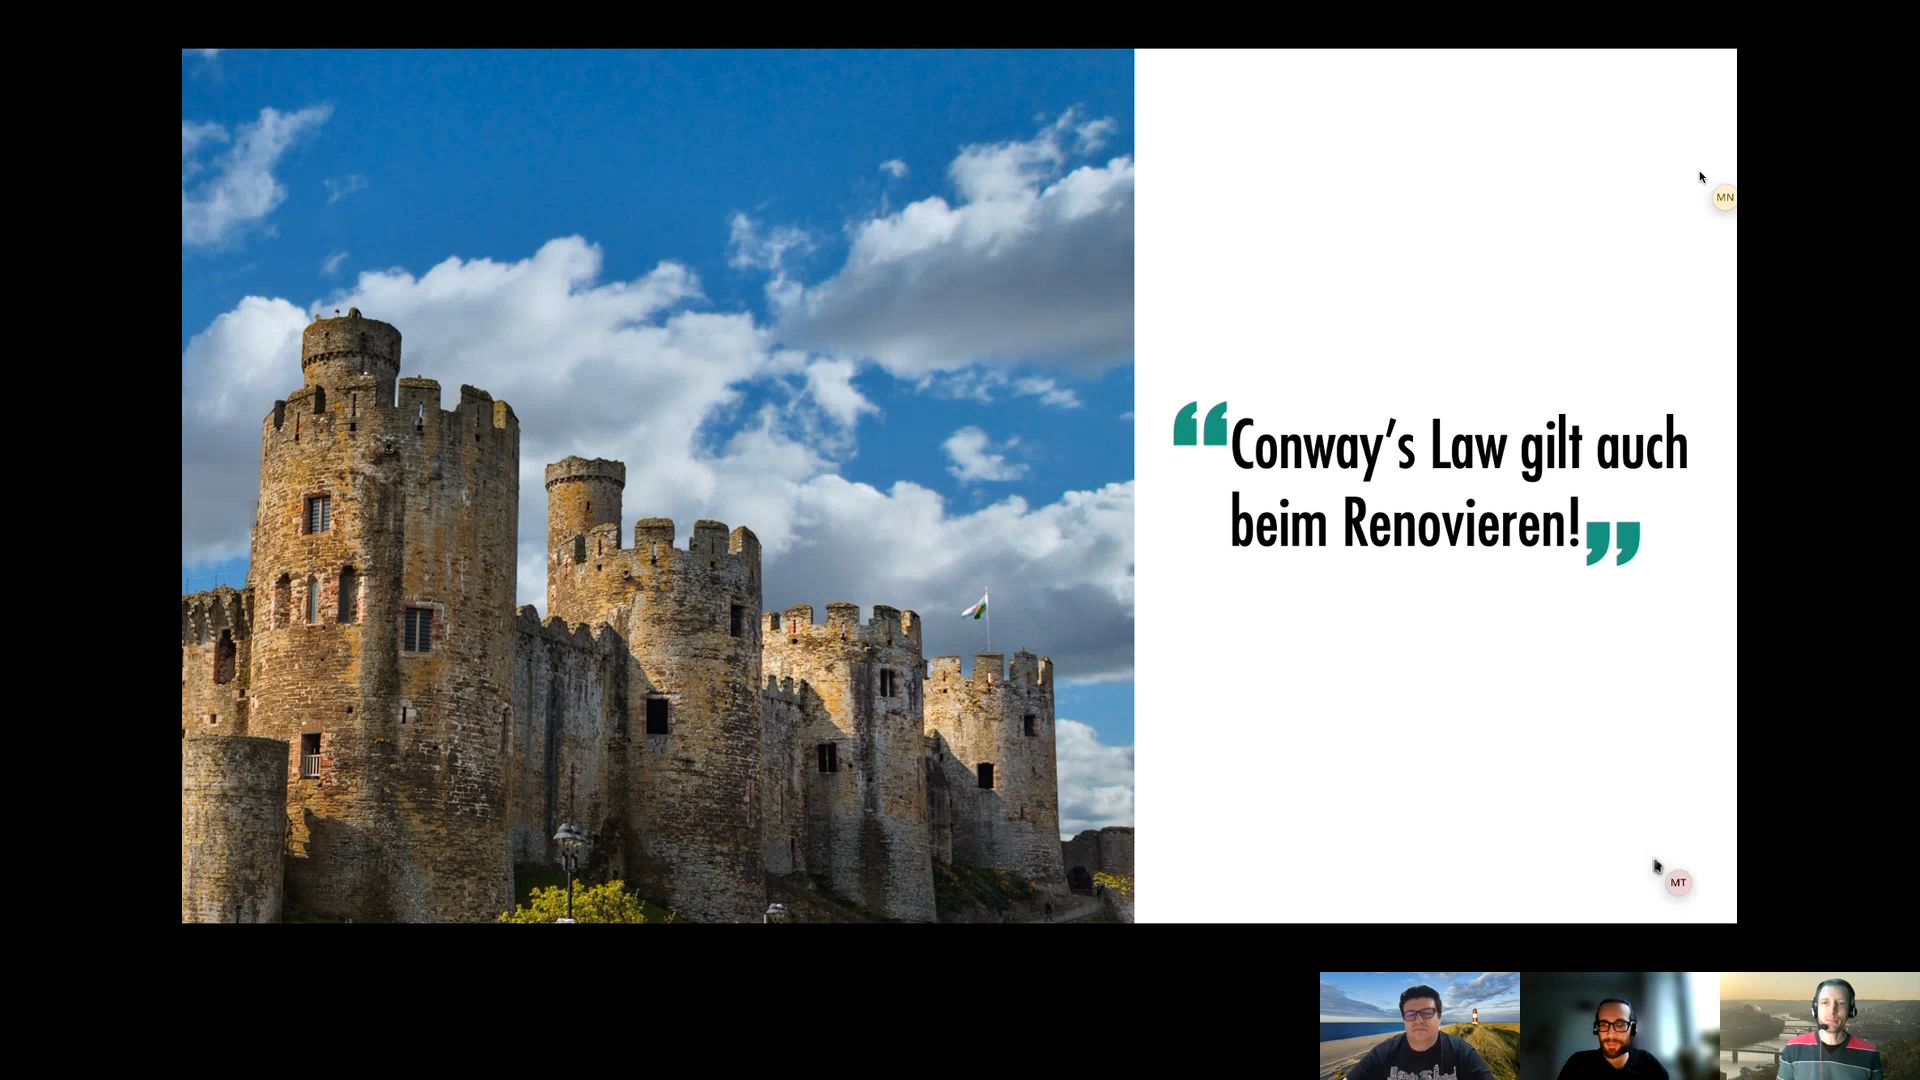 MN
“Conway’s Law gilt auch
beim Renovieren!”
MT